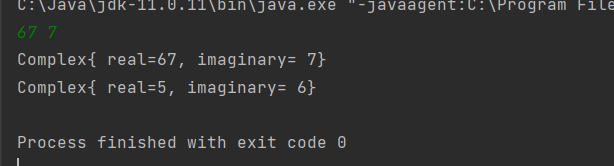 C:\Java\jdk-11.0.11\bin\java.exe "-javaagent:C:\Program File
67 7
Complex{ real=67, imaginary= 7}
Complex{ real=5, imaginary= 6}
Process finished with exit code 0